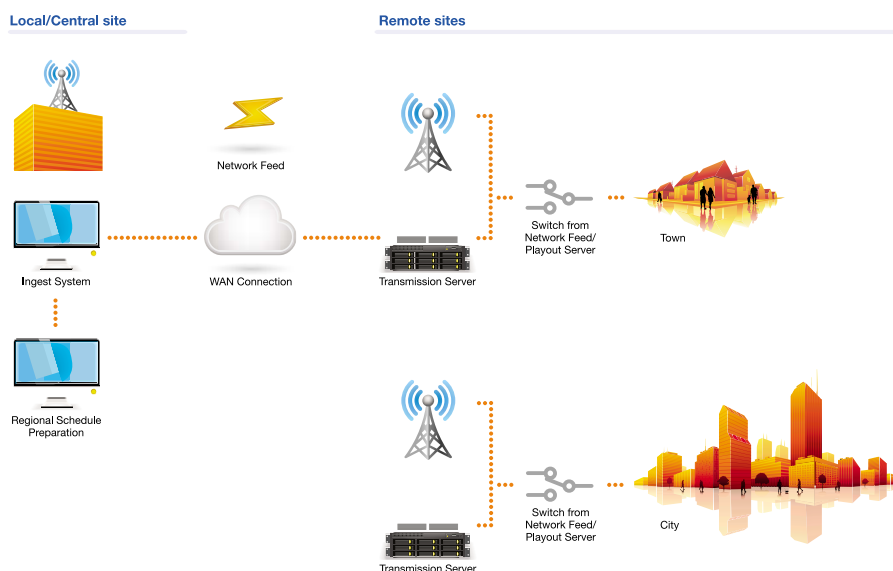 Local/Central site
Remote sites
Network Feed
Ingest System
WAN Connection
Transmission Server
Switch from
Network Feed/
Playout Server
Town
Regional Schedule
Preparation
Switch from
Network Feed/
Playout Server
City
Transmission Server